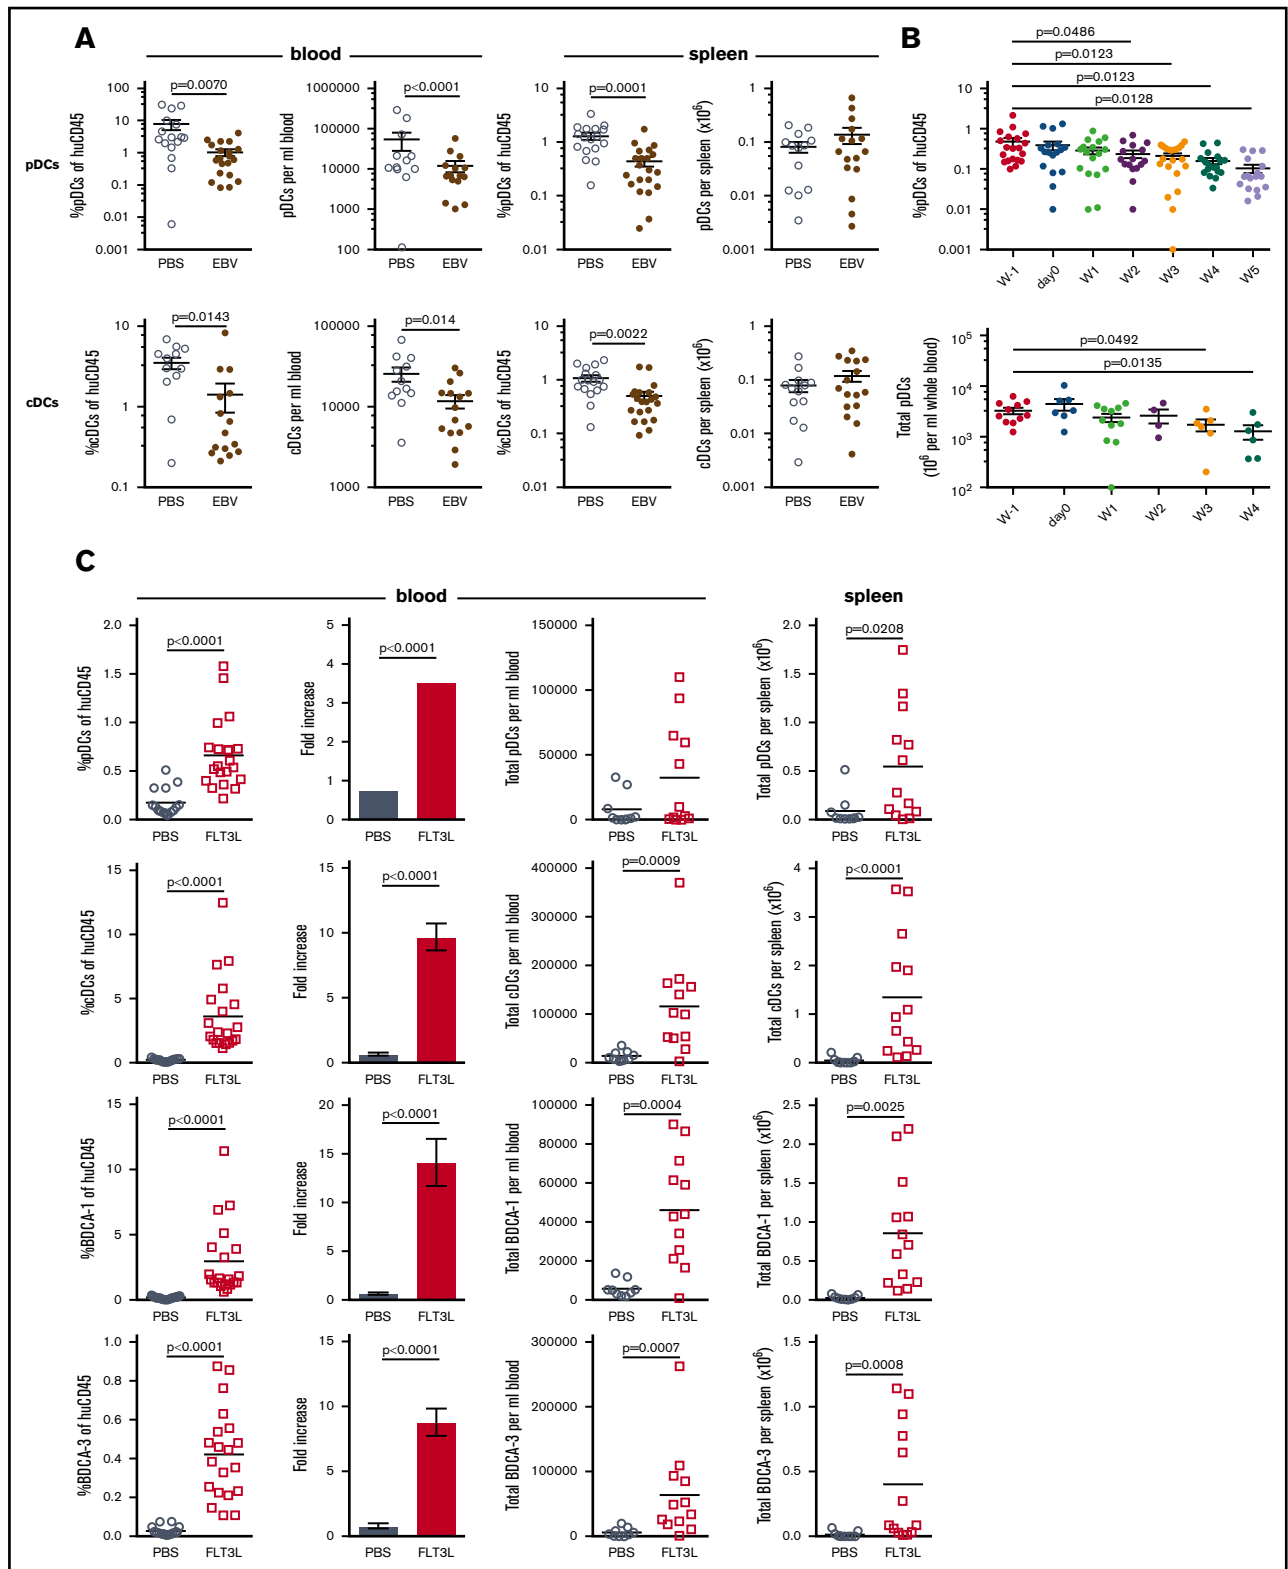 A
blood
spleen
B
pDCs
%pDCs of huCD45
100
10
1
0.1
0.01
0.001
p=0.0070
PBS
EBV
pDCs per ml blood
1000000
100000
10000
1000
100
p<0.0001
PBS
EBV
%pDCs of huCD45
10
1
0.1
0.01
p=0.0001
PBS
EBV
pDCs per spleen (x10⁶)
1
0.1
0.01
0.001
PBS
EBV
%pDCs of huCD45
10
1
0.1
0.01
0.001
p=0.0486
p=0.0123
p=0.0123
p=0.0128
W-1
day0
W1
W2
W3
W4
W5
cDCs
%cDCs of huCD45
10
1
0.1
p=0.0143
PBS
EBV
cDCs per ml blood
100000
10000
1000
p=0.014
PBS
EBV
%cDCs of huCD45
10
1
0.1
0.01
p=0.0022
PBS
EBV
cDCs per spleen (x10⁶)
1
0.1
0.01
0.001
PBS
EBV
Total pDCs
(10⁶ per ml whole blood)
10⁵
10⁴
10³
10²
p=0.0492
p=0.0135
W-1
day0
W1
W2
W3
W4
C
blood
spleen
%pDCs of huCD45
2.0
1.5
1.0
0.5
0.0
p<0.0001
PBS
FLT3L
Fold increase
5
4
3
2
1
0
p<0.0001
PBS
FLT3L
Total pDCs per ml blood
150000
100000
50000
0
PBS
FLT3L
Total pDCs per spleen (x10⁶)
2.0
1.5
1.0
0.5
0.0
p=0.0208
PBS
FLT3L
%cDCs of huCD45
15
10
5
0
p<0.0001
PBS
FLT3L
Fold increase
15
10
5
0
p<0.0001
PBS
FLT3L
Total cDCs per ml blood
400000
300000
200000
100000
0
p=0.0009
PBS
FLT3L
Total cDCs per spleen (x10⁶)
4
3
2
1
0
p<0.0001
PBS
FLT3L
%BDCA-1 of huCD45
15
10
5
0
p<0.0001
PBS
FLT3L
Fold increase
20
15
10
5
0
p<0.0001
PBS
FLT3L
Total BDCA-1 per ml blood
100000
80000
60000
40000
20000
0
p=0.0004
PBS
FLT3L
Total BDCA-1 per spleen (x10⁶)
2.5
2.0
1.5
1.0
0.5
0.0
p=0.0025
PBS
FLT3L
%BDCA-3 of huCD45
1.0
0.8
0.6
0.4
0.2
0.0
p<0.0001
PBS
FLT3L
Fold increase
15
10
5
0
p<0.0001
PBS
FLT3L
Total BDCA-3 per ml blood
300000
200000
100000
0
p=0.0007
PBS
FLT3L
Total BDCA-3 per spleen (x10⁶)
1.5
1.0
0.5
0.0
p=0.0008
PBS
FLT3L